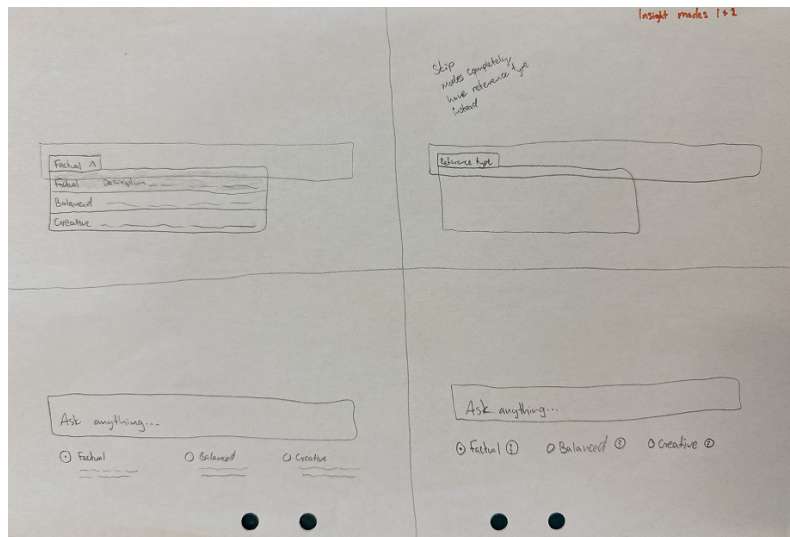 Insight modes 1+2
Skip
modes completely
have reference type
instead
Factual ^
Factual Description
Balanced
Creative
Reference type
Ask anything...
Factual
Balanced
Creative
Ask anything...
Factual
Balanced
Creative